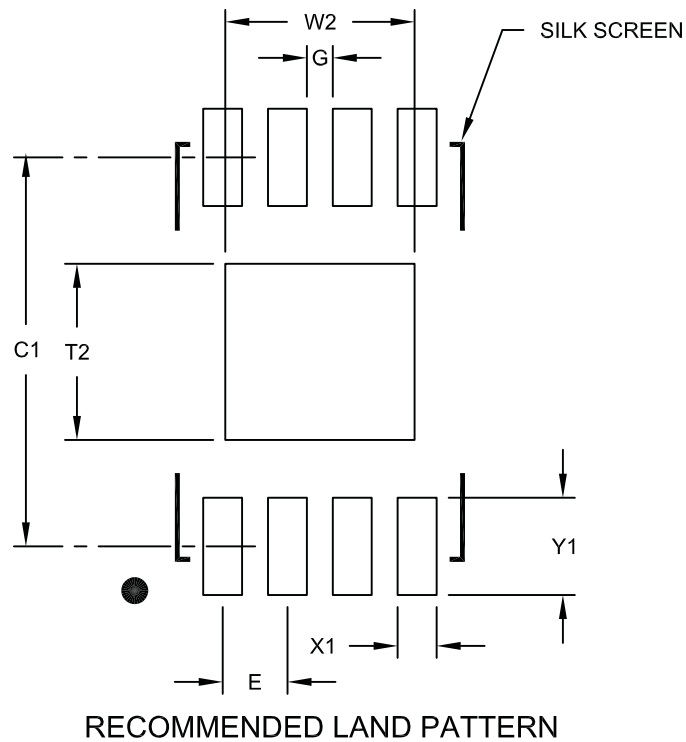 W2
SILK SCREEN
G
C1
T2
Y1
X1
E
RECOMMENDED LAND PATTERN